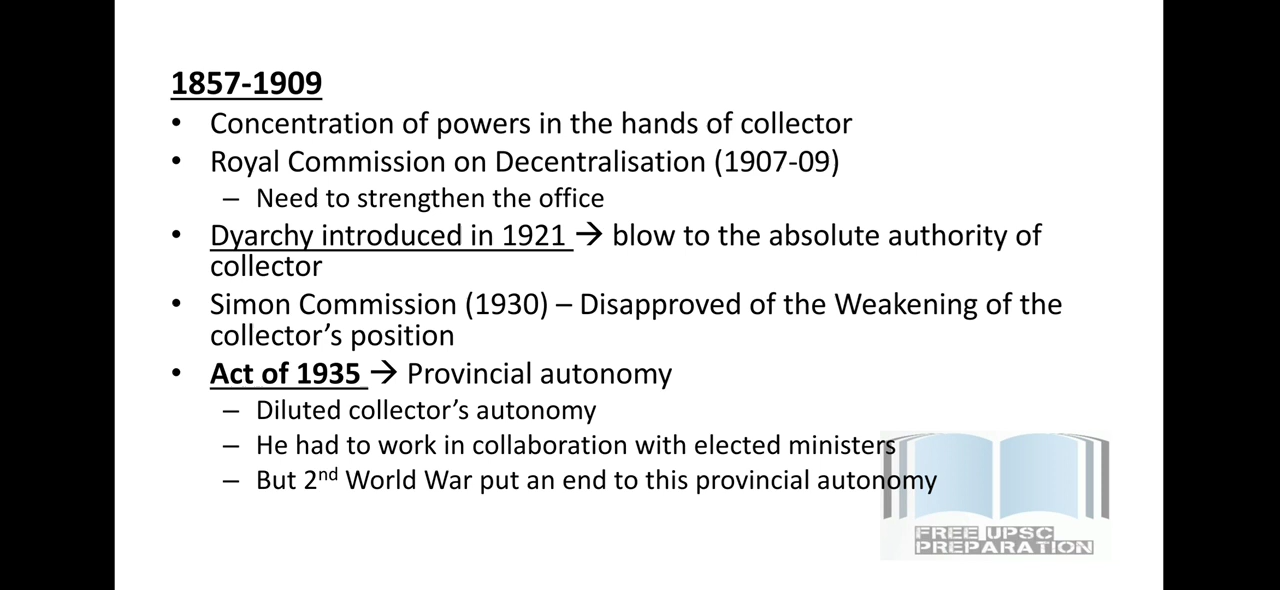 1857-1909
• Concentration of powers in the hands of collector
• Royal Commission on Decentralisation (1907-09)
– Need to strengthen the office
• Dyarchy introduced in 1921 → blow to the absolute authority of
collector
• Simon Commission (1930) – Disapproved of the Weakening of the
collector’s position
• Act of 1935 → Provincial autonomy
– Diluted collector’s autonomy
– He had to work in collaboration with elected ministers
– But 2nd World War put an end to this provincial autonomy
FREE UPSC
PREPARATION